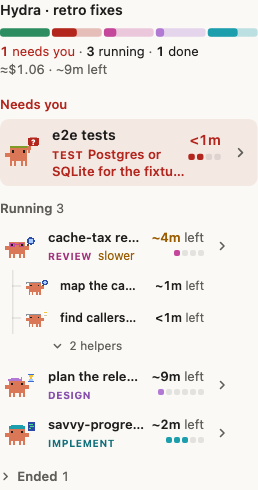 Hydra · retro fixes
1 needs you · 3 running · 1 done
≈$1.06 · ~9m left
Needs you
e2e tests <1m
TEST Postgres or
SQLite for the fixtu...
Running 3
cache-tax re... ~4m left
REVIEW slower
map the ca... ~1m left
find callers... <1m left
2 helpers
plan the rele... ~9m left
DESIGN
savvy-progre... ~2m left
IMPLEMENT
Ended 1